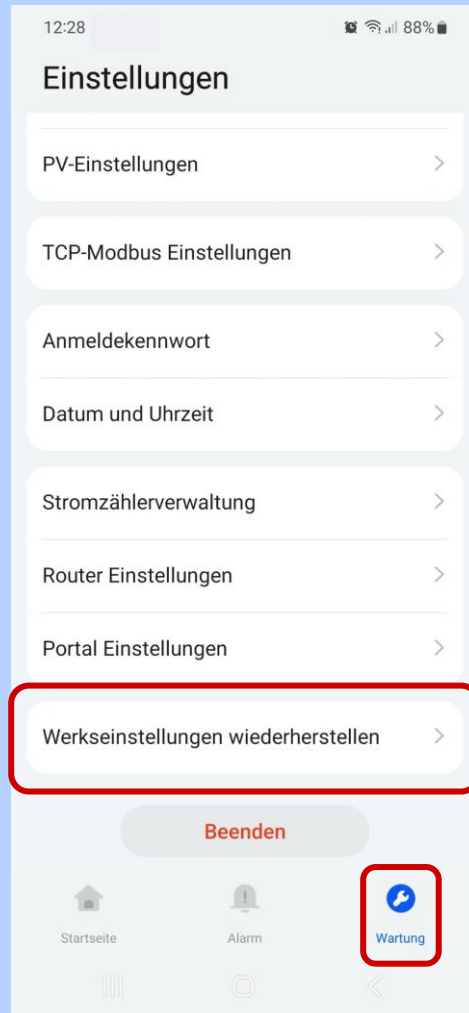 12:28
88%
Einstellungen
PV-Einstellungen
TCP-Modbus Einstellungen
Anmeldekennwort
Datum und Uhrzeit
Stromzählerverwaltung
Router Einstellungen
Portal Einstellungen
Werkseinstellungen wiederherstellen
Beenden
Startseite
Alarm
Wartung